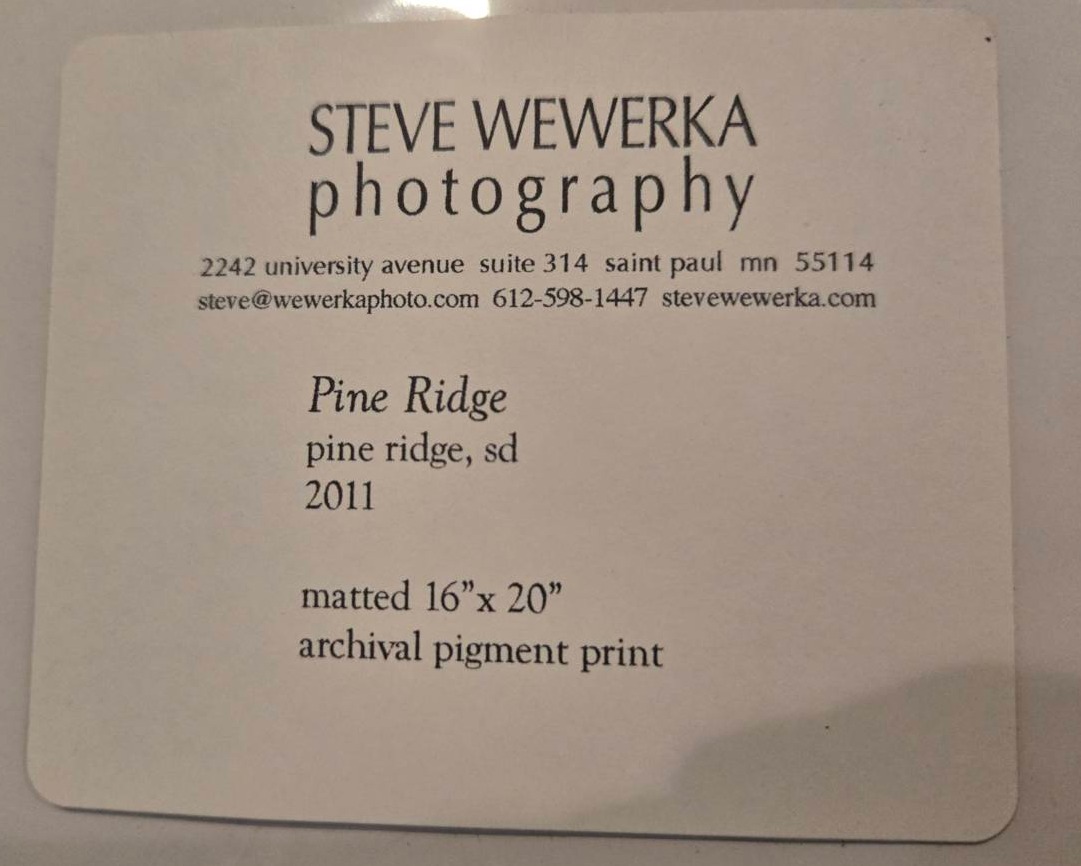 STEVE WEWERKA
photography
2242 university avenue suite 314 saint paul mn 55114
steve@wewerkaphoto.com 612-598-1447 stevewewerka.com
Pine Ridge
pine ridge, sd
2011
matted 16”x 20”
archival pigment print